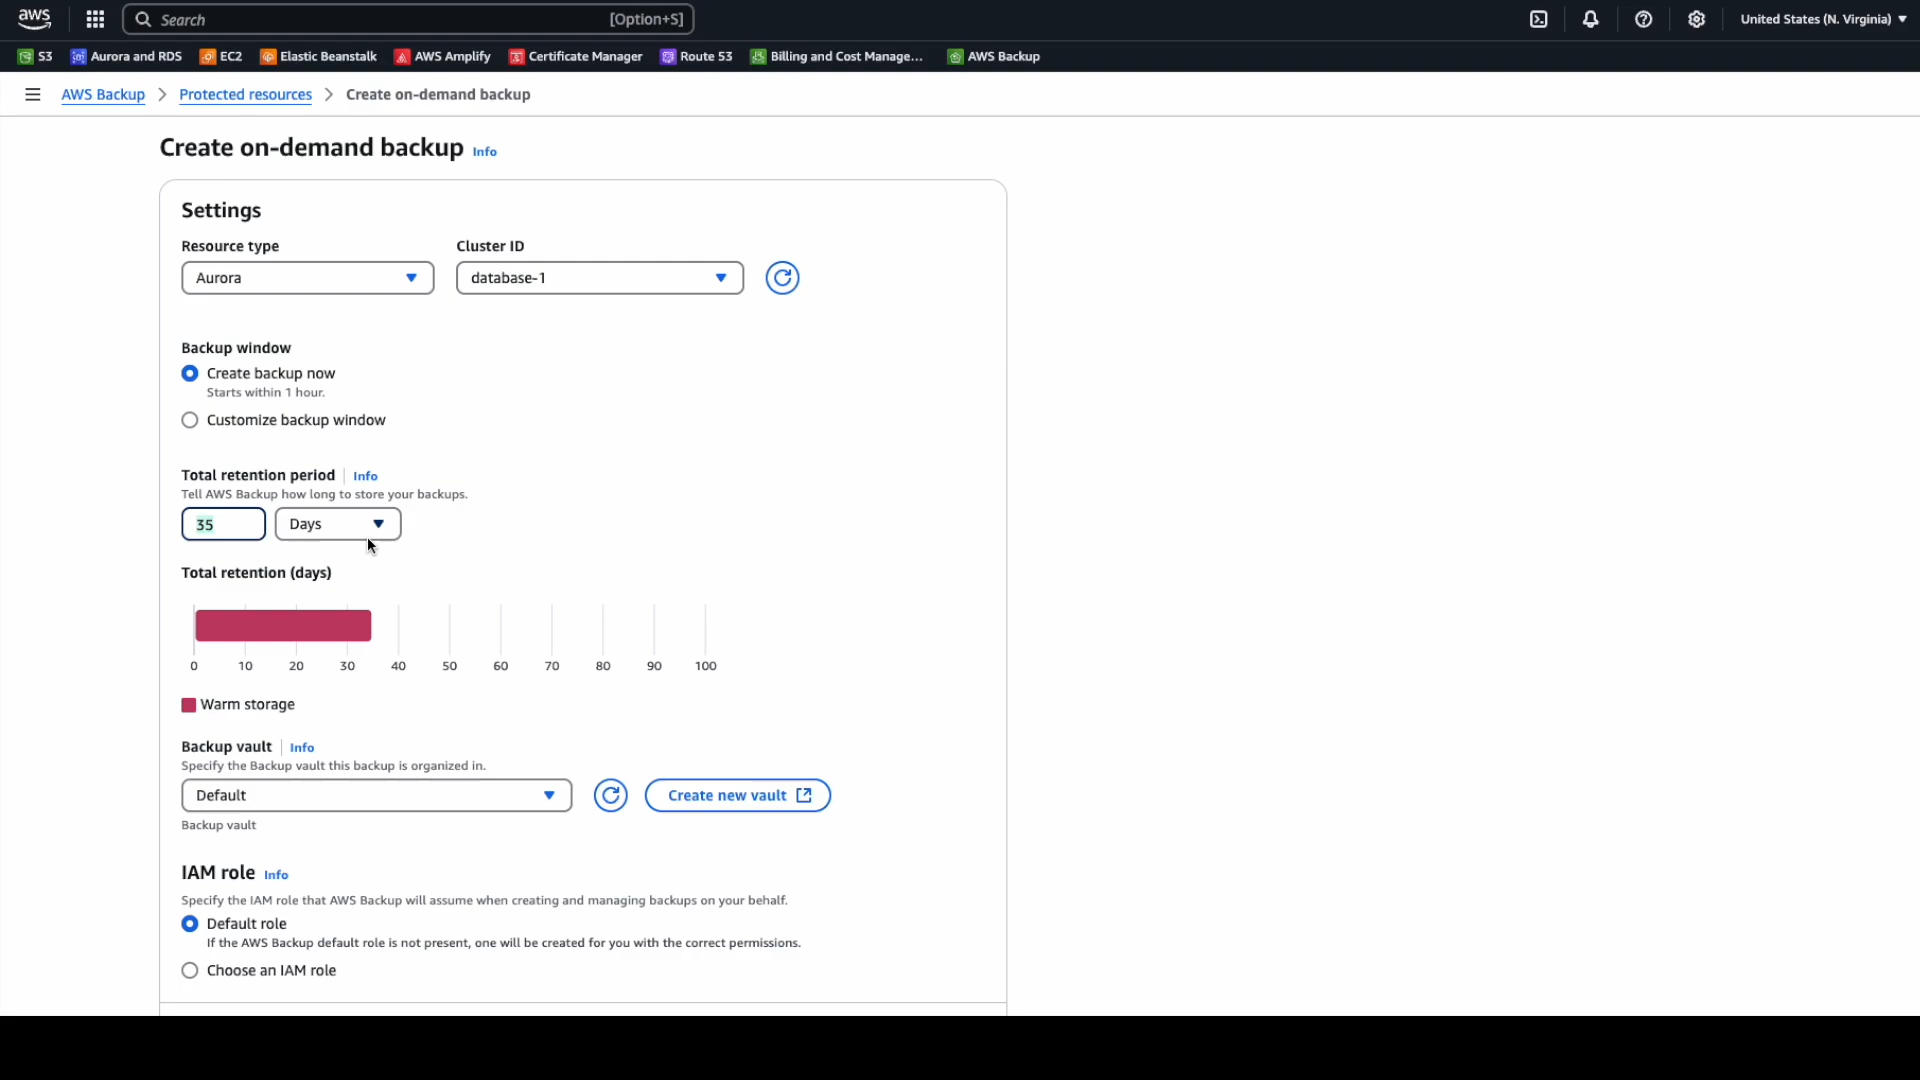 aws
Search [Option+S] United States (N. Virginia)
S3 Aurora and RDS EC2 Elastic Beanstalk AWS Amplify Certificate Manager Route 53 Billing and Cost Manage... AWS Backup
AWS Backup > Protected resources > Create on-demand backup
Create on-demand backup Info
Settings
Resource type Cluster ID
Aurora database-1
Backup window
Create backup now
Starts within 1 hour.
Customize backup window
Total retention period Info
Tell AWS Backup how long to store your backups.
35 Days
Total retention (days)
0 10 20 30 40 50 60 70 80 90 100
Warm storage
Backup vault Info
Specify the Backup vault this backup is organized in.
Default Create new vault
Backup vault
IAM role Info
Specify the IAM role that AWS Backup will assume when creating and managing backups on your behalf.
Default role
If the AWS Backup default role is not present, one will be created for you with the correct permissions.
Choose an IAM role